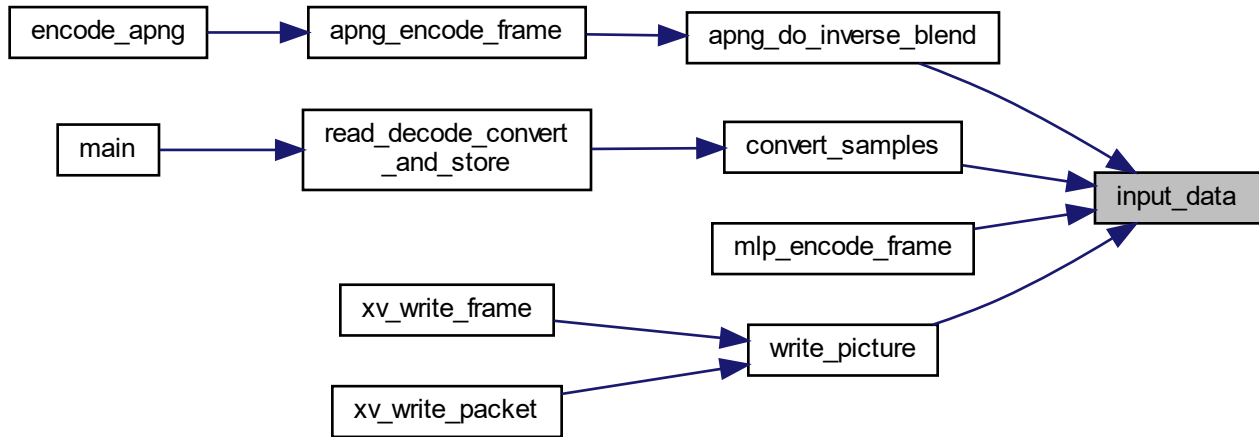 encode_apng
apng_encode_frame
apng_do_inverse_blend
main
read_decode_convert
_and_store
convert_samples
input_data
mlp_encode_frame
xv_write_frame
write_picture
xv_write_packet